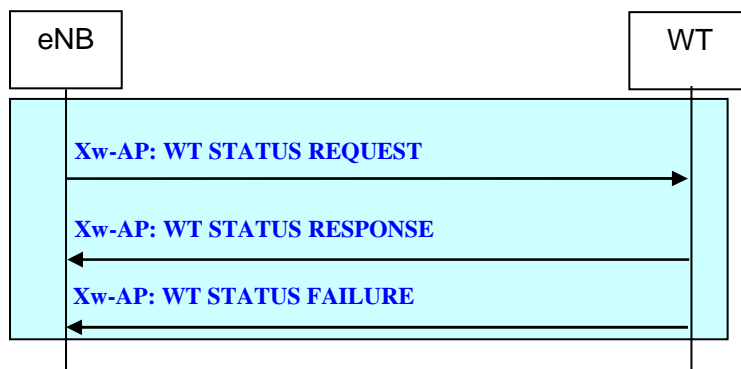 eNB
WT
Xw-AP: WT STATUS REQUEST
Xw-AP: WT STATUS RESPONSE
Xw-AP: WT STATUS FAILURE